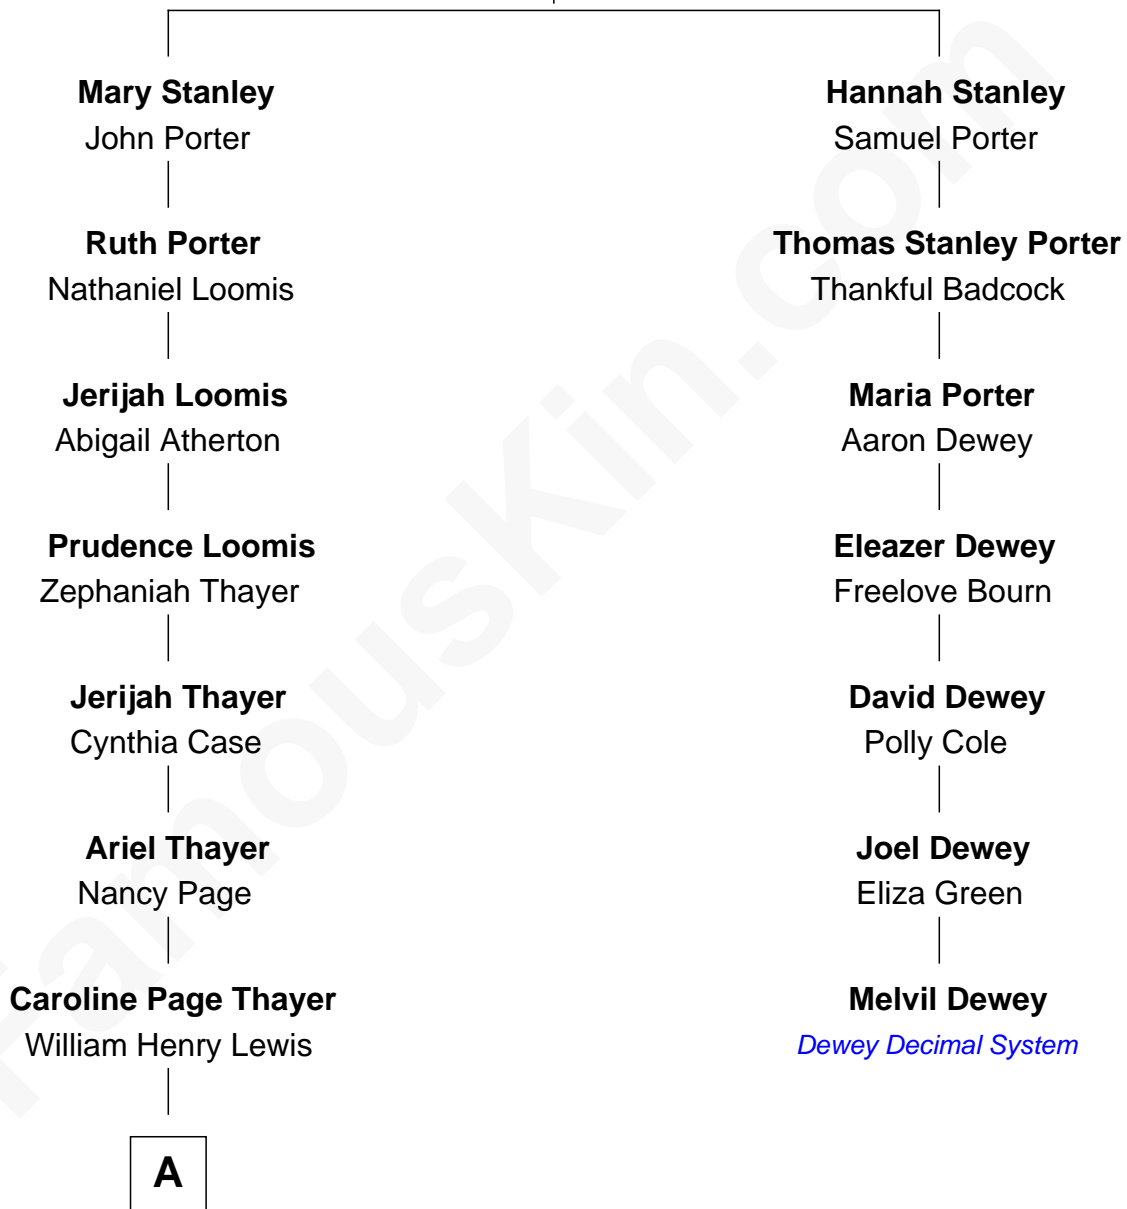 Mary Stanley
John Porter
Hannah Stanley
Samuel Porter
Ruth Porter
Nathaniel Loomis
Thomas Stanley Porter
Thankful Badcock
Jerijah Loomis
Abigail Atherton
Maria Porter
Aaron Dewey
Prudence Loomis
Zephaniah Thayer
Eleazer Dewey
Freelove Bourn
Jerijah Thayer
Cynthia Case
David Dewey
Polly Cole
Ariel Thayer
Nancy Page
Joel Dewey
Eliza Green
Caroline Page Thayer
William Henry Lewis
Melvil Dewey
Dewey Decimal System
A
FamousKin.com